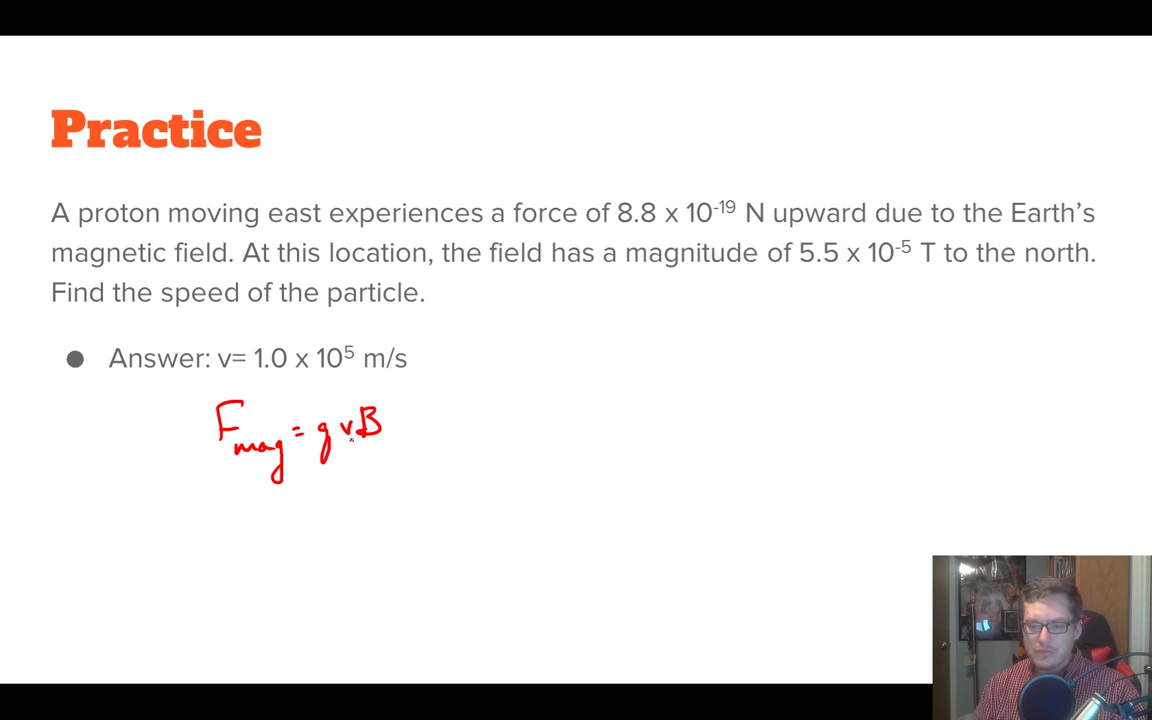 Practice
A proton moving east experiences a force of 8.8 x 10⁻¹⁹ N upward due to the Earth’s
magnetic field. At this location, the field has a magnitude of 5.5 x 10⁻⁵ T to the north.
Find the speed of the particle.
● Answer: v= 1.0 x 10⁵ m/s
Fmag = qvB